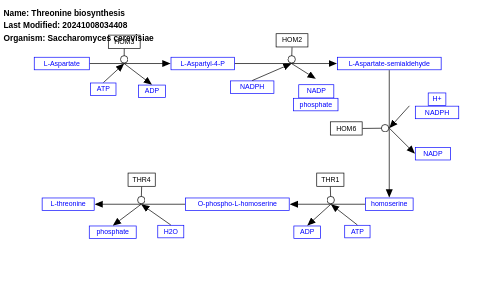 Name: Threonine biosynthesis
Last Modified: 20241008034408
Organism: Saccharomyces cerevisiae
HOM3
HOM2
L-Aspartate
L-Aspartyl-4-P
L-Aspartate-semialdehyde
ATP
ADP
NADPH
NADP
phosphate
H+
NADPH
HOM6
NADP
THR4
THR1
L-threonine
O-phospho-L-homoserine
homoserine
phosphate
H2O
ADP
ATP